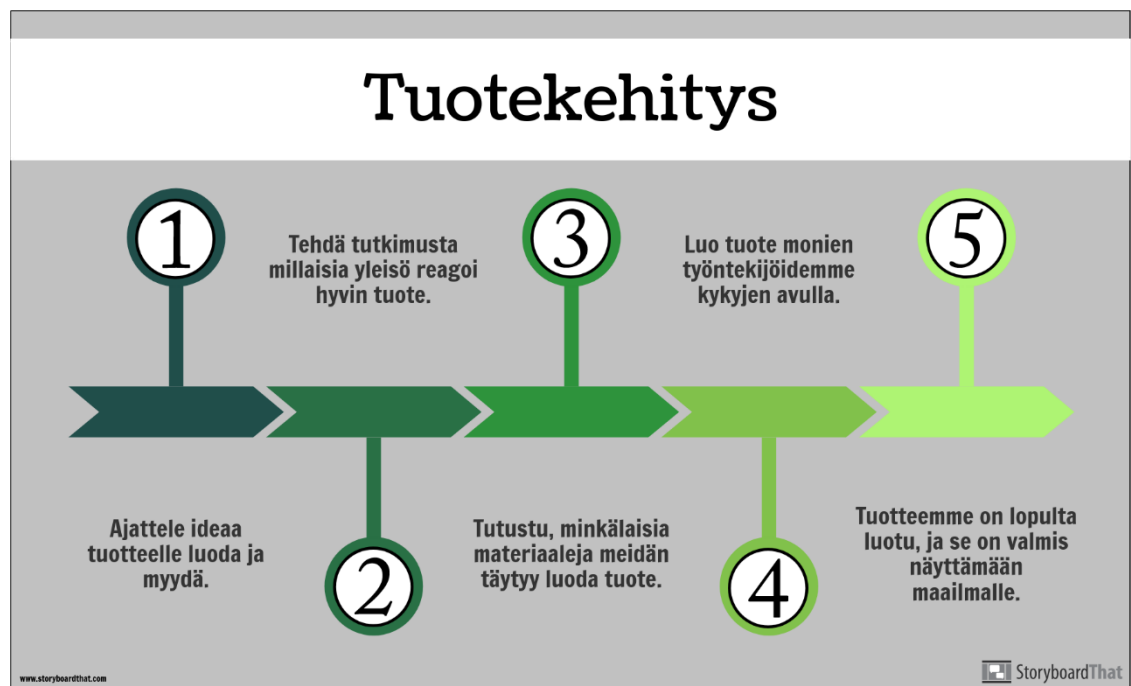 Tuotekehitys
1
Ajattele ideaa
tuotteelle luoda ja
myydä.
Tehdä tutkimusta
millaisia yleisö reagoi
hyvin tuote.
2
3
Tutustu, minkälaisia
materiaaleja meidän
täytyy luoda tuote.
Luo tuote monien
työntekijöidemme
kykyjen avulla.
4
5
Tuotteemme on lopulta
luotu, ja se on valmis
näyttämään
maailmalle.
www.storyboardthat.com
StoryboardThat